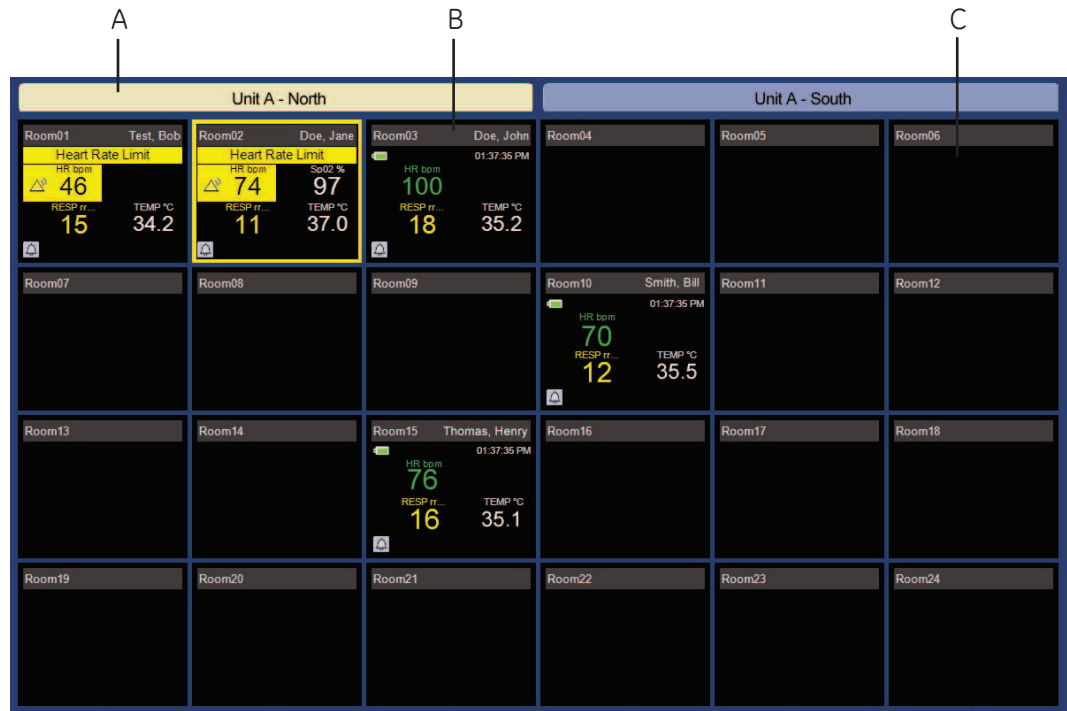 A B C
Unit A - North Unit A - South
Room01 Test, Bob Room02 Doe, Jane Room03 Doe, John Room04 Room05 Room06
Heart Rate Limit Heart Rate Limit 01:37:35 PM
HR bpm HR bpm Sp02 % HR bpm
46 74 97 100
RESP rr... TEMP °C RESP rr... TEMP °C RESP rr... TEMP °C
15 34.2 11 37.0 18 35.2
Room07 Room08 Room09 Room10 Smith, Bill Room11 Room12
01:37:35 PM
HR bpm
70
RESP rr... TEMP °C
12 35.5
Room13 Room14 Room15 Thomas, Henry Room16 Room17 Room18
01:37:35 PM
HR bpm
76
RESP rr... TEMP °C
16 35.1
Room19 Room20 Room21 Room22 Room23 Room24